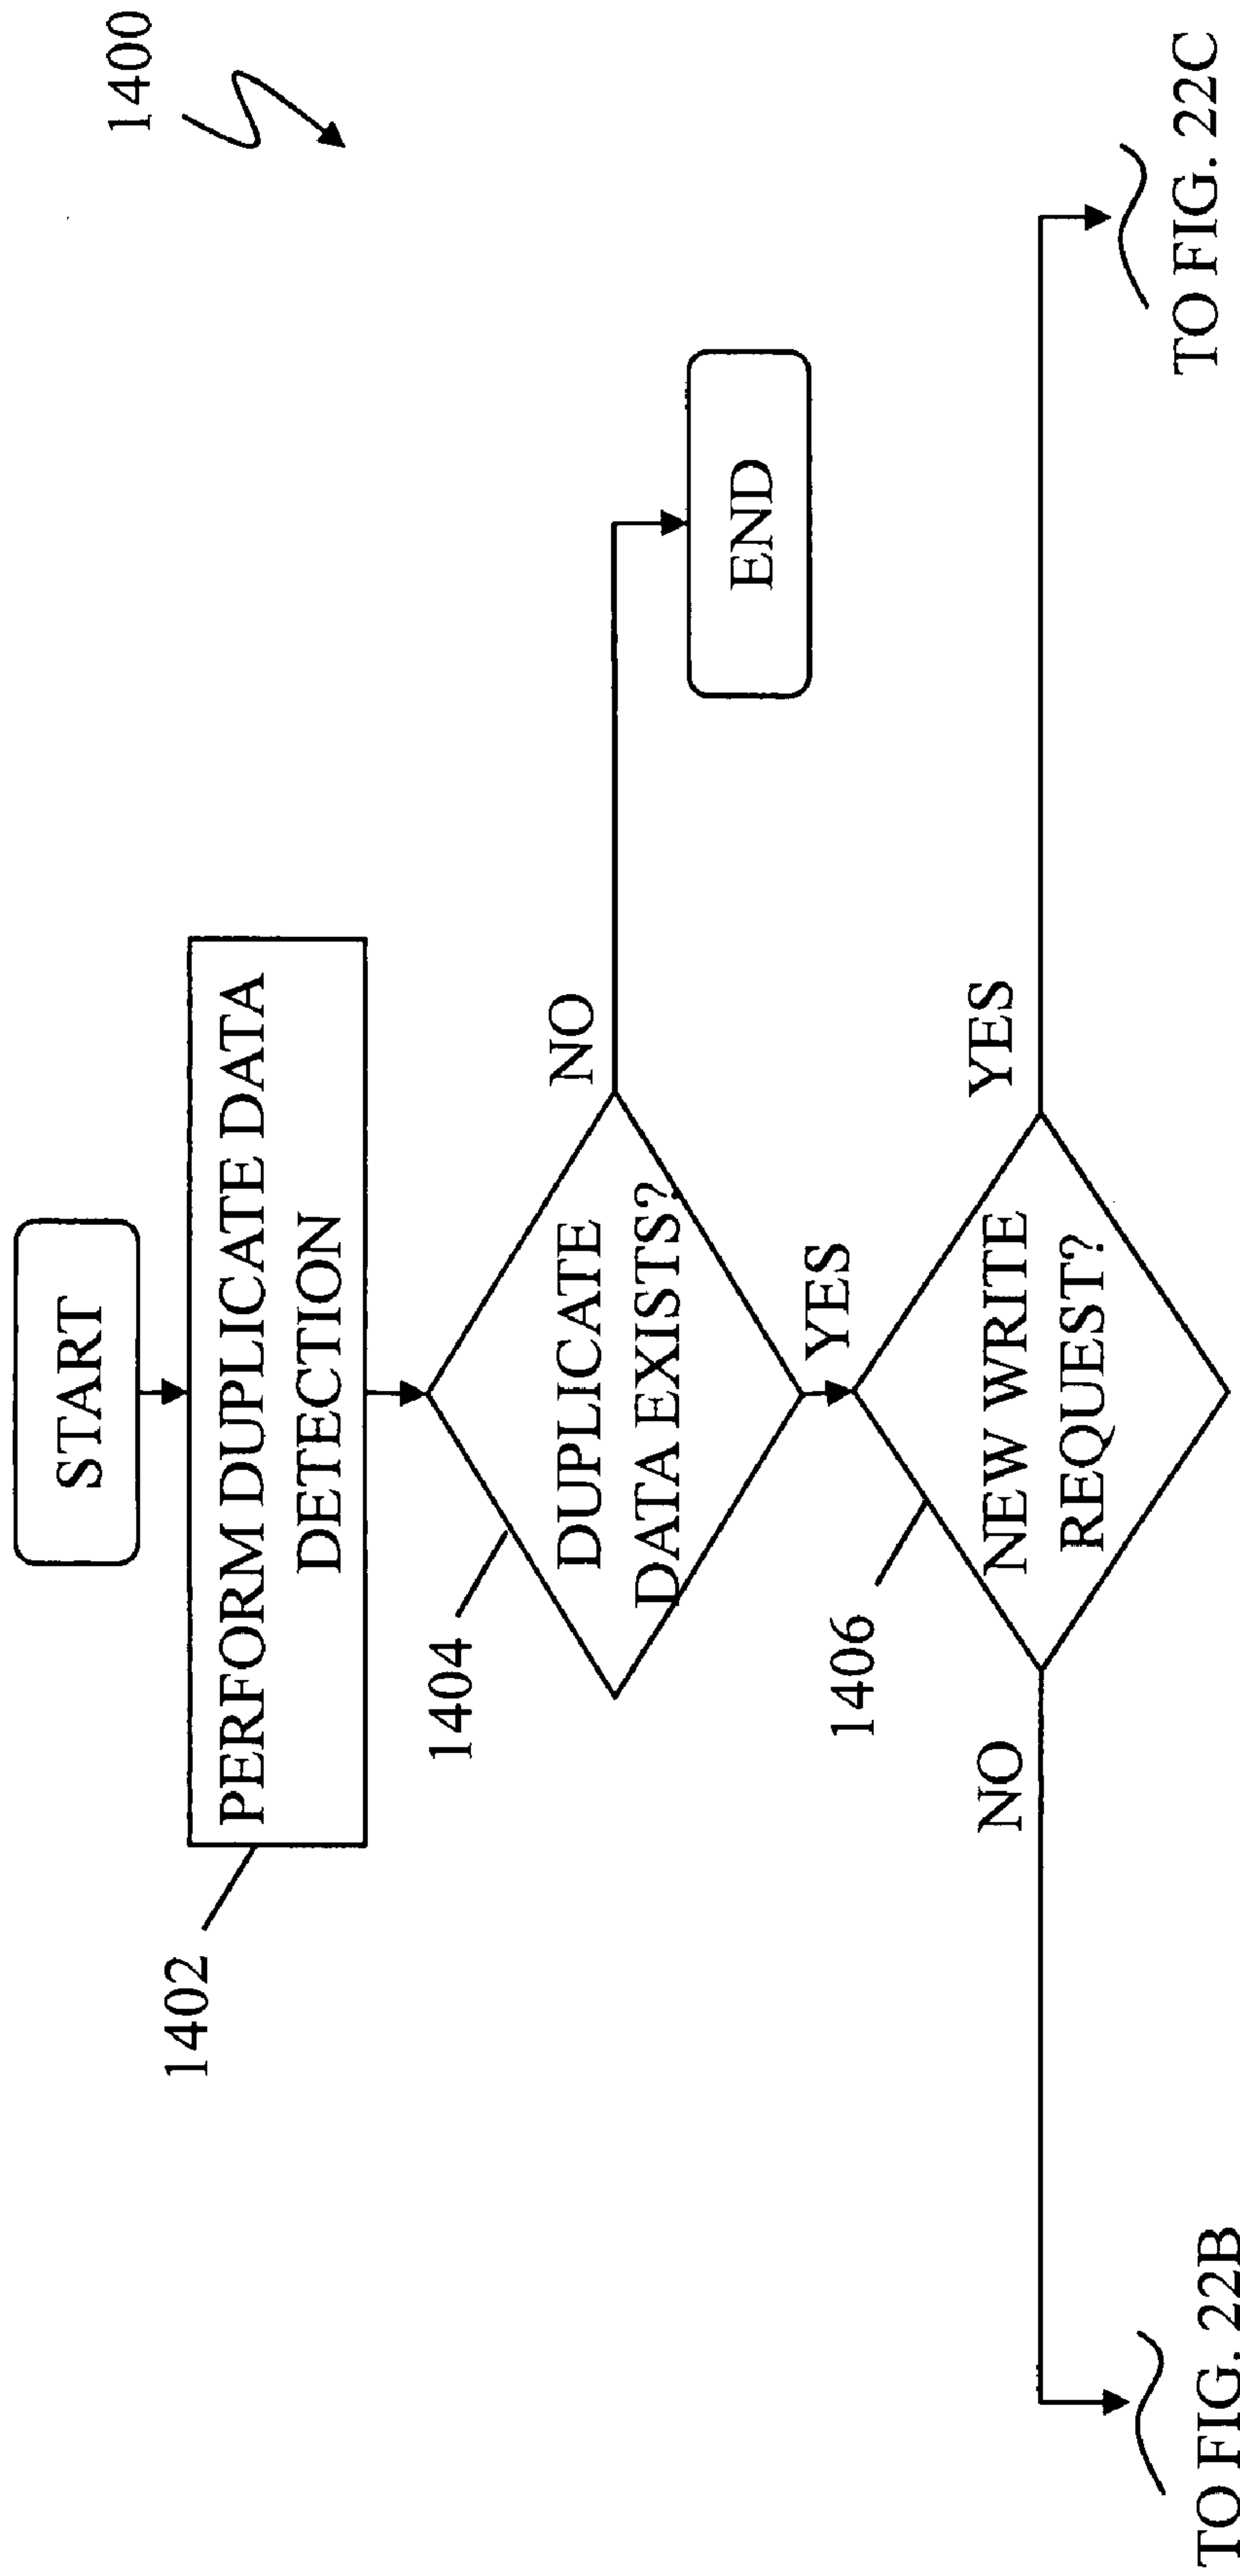 1400
START
1402
PERFORM DUPLICATE DATA
DETECTION
1404
DUPLICATE
DATA EXISTS?
NO
END
YES
1406
NEW WRITE
REQUEST?
NO
YES
TO FIG. 22B
TO FIG. 22C